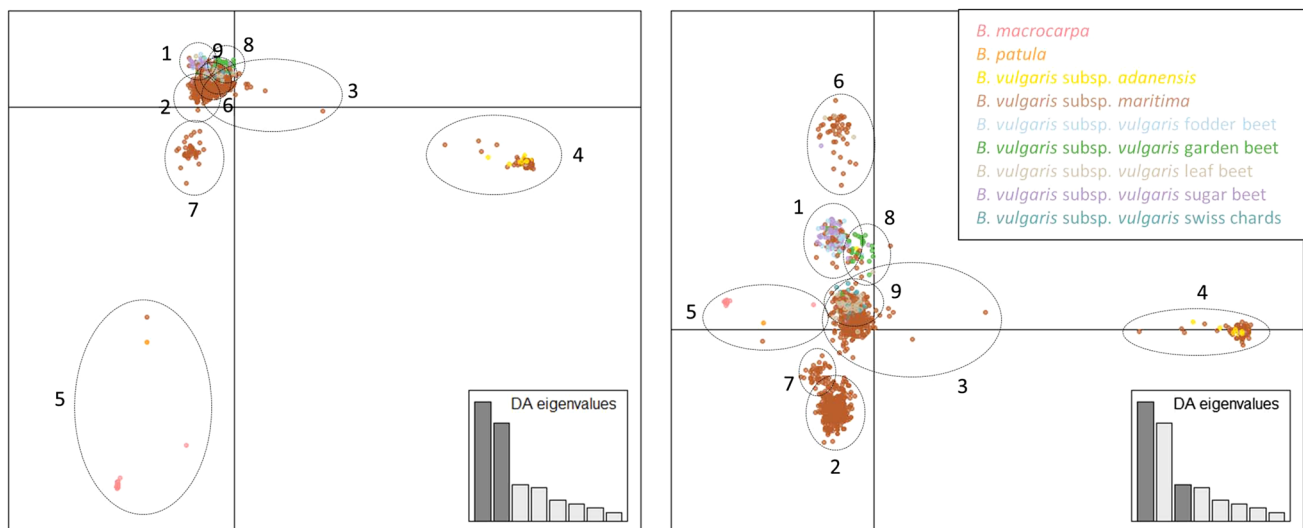 1
9
8
3
2
6
7
4
5
DA eigenvalues
6
1
8
9
5
4
3
7
2
DA eigenvalues
B. macrocarpa
B. patula
B. vulgaris subsp. adanensis
B. vulgaris subsp. maritima
B. vulgaris subsp. vulgaris fodder beet
B. vulgaris subsp. vulgaris garden beet
B. vulgaris subsp. vulgaris leaf beet
B. vulgaris subsp. vulgaris sugar beet
B. vulgaris subsp. vulgaris swiss chards